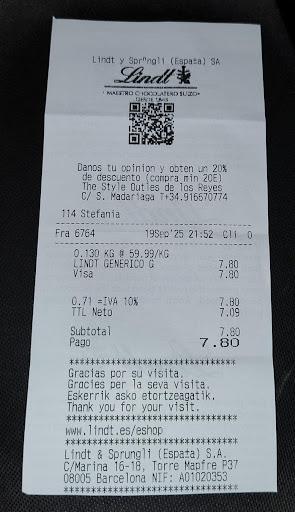 Lindt y Sprüngli (España) SA
Lindt
MAESTRO CHOCOLATERO SUIZO
DESDE 1845
Danos tu opinion y obten un 20%
de descuento (compra min 20E)
The Style Outles de los Reyes
C/ S. Madariaga T+34.916670774
114 Stefania
Fra 6764 19Sep'25 21:52 Cli 0
0.130 KG @ 59.99/KG
LINDT GENERICO G 7.80
Visa 7.80
0.71 =IVA 10% 7.80
TTL Neto 7.09
Subtotal 7.80
Pago 7.80
**********************************
Gracias por su visita.
Gracies per la seva visita.
Eskerrik asko etortzeagatik.
Thank you for your visit.
**********************************
www.lindt.es/eshop
**********************************
Lindt & Sprungli (España) S.A.
C/Marina 16-18, Torre Mapfre P37
08005 Barcelona NIF: A01020353
**********************************